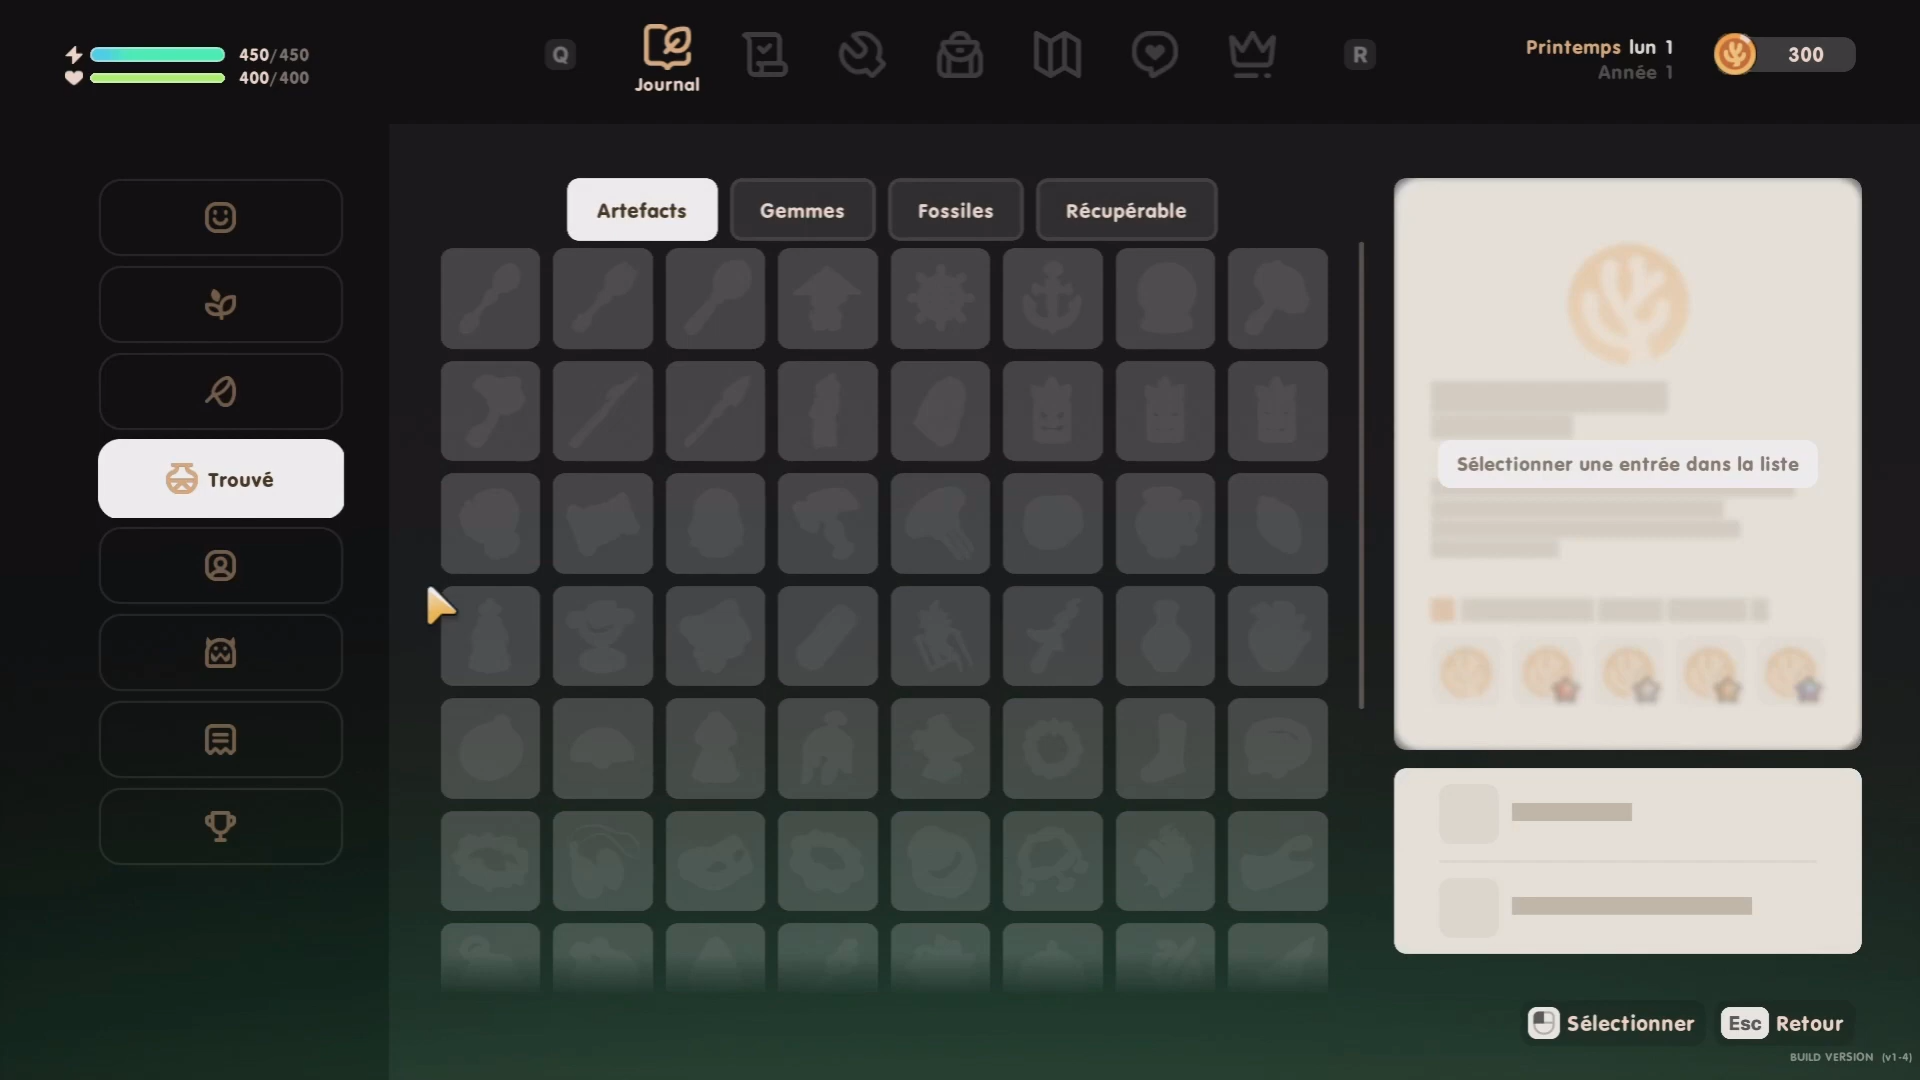 450/450
400/400
Q
Journal
R
Printemps lun 1
Année 1
300
Artefacts
Gemmes
Fossiles
Récupérable
Trouvé
Sélectionner une entrée dans la liste
Sélectionner
Esc Retour
BUILD VERSION (v1-4)